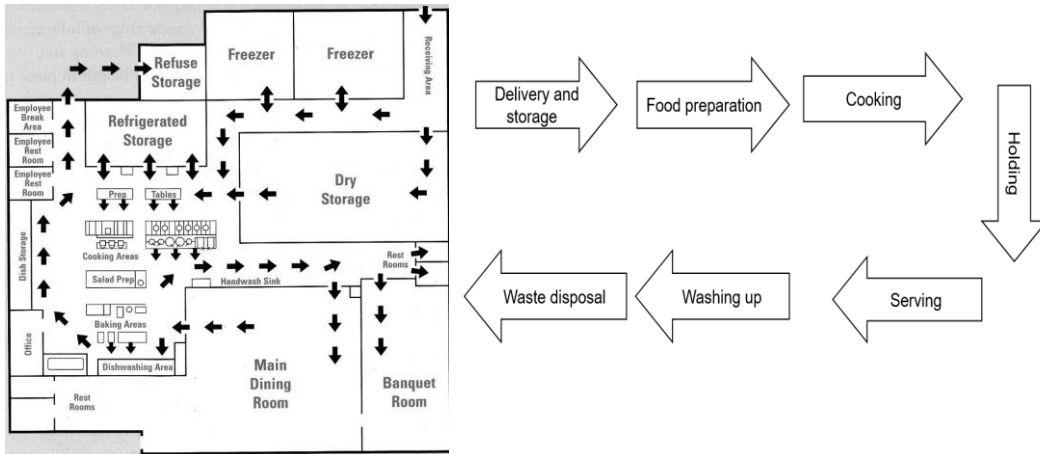 range of
Refuse
Storage
Freezer
Freezer
Receiving Area
Employee
Break
Area
Employee
Rest
Room
Employee
Rest
Room
Refrigerated
Storage
Dry
Storage
Prep
Tables
Cooking Areas
Dish Storage
Salad Prep
Handwash Sink
Rest
Rooms
Baking Areas
Office
Dishwashing Area
Main
Dining
Room
Banquet
Room
Rest
Rooms
Delivery and
storage
Food preparation
Cooking
Holding
Serving
Washing up
Waste disposal